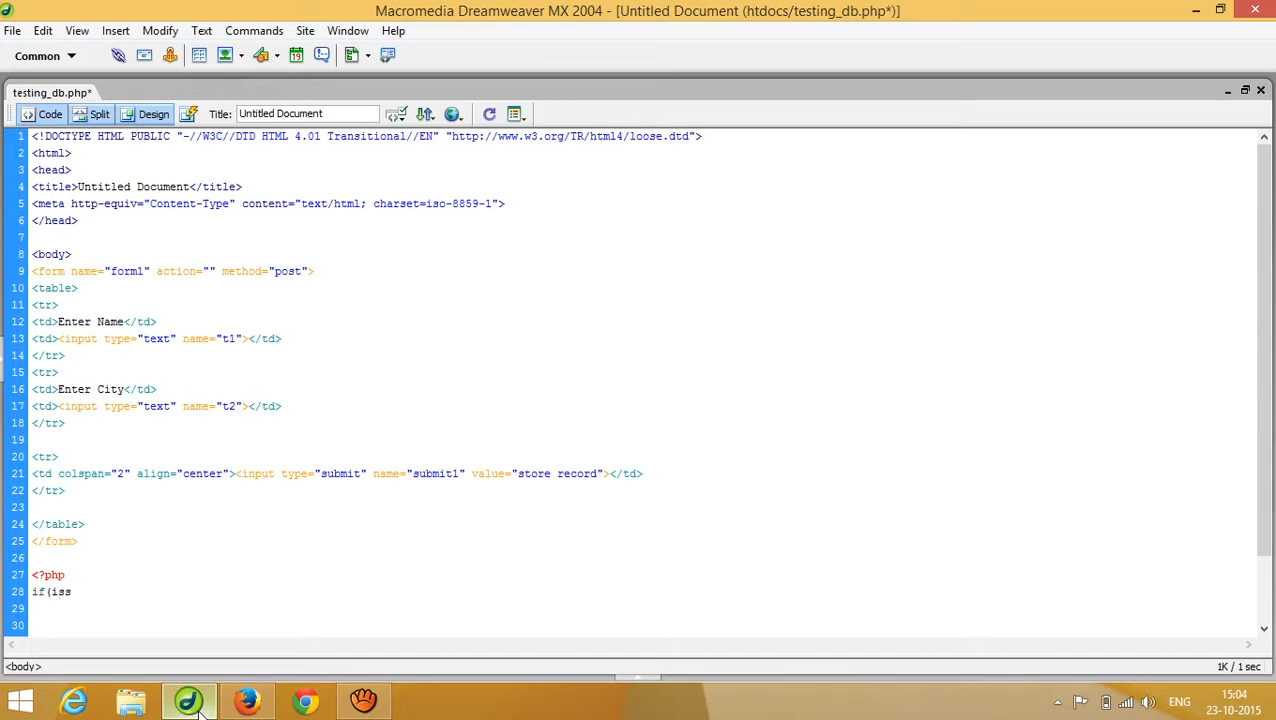 Macromedia Dreamweaver MX 2004 - [Untitled Document (htdocs/testing_db.php*)]
File Edit View Insert Modify Text Commands Site Window Help
Common
testing_db.php*
Code Split Design Title: Untitled Document
1 <!DOCTYPE HTML PUBLIC "-//W3C//DTD HTML 4.01 Transitional//EN" "http://www.w3.org/TR/html4/loose.dtd">
2 <html>
3 <head>
4 <title>Untitled Document</title>
5 <meta http-equiv="Content-Type" content="text/html; charset=iso-8859-1">
6 </head>
7
8 <body>
9 <form name="form1" action="" method="post">
10 <table>
11 <tr>
12 <td>Enter Name</td>
13 <td><input type="text" name="t1"></td>
14 </tr>
15 <tr>
16 <td>Enter City</td>
17 <td><input type="text" name="t2"></td>
18 </tr>
19
20 <tr>
21 <td colspan="2" align="center"><input type="submit" name="submit1" value="store record"></td>
22 </tr>
23
24 </table>
25 </form>
26
27 <?php
28 if(iss
29
30
<body> 1K / 1 sec
ENG 15:04
23-10-2015